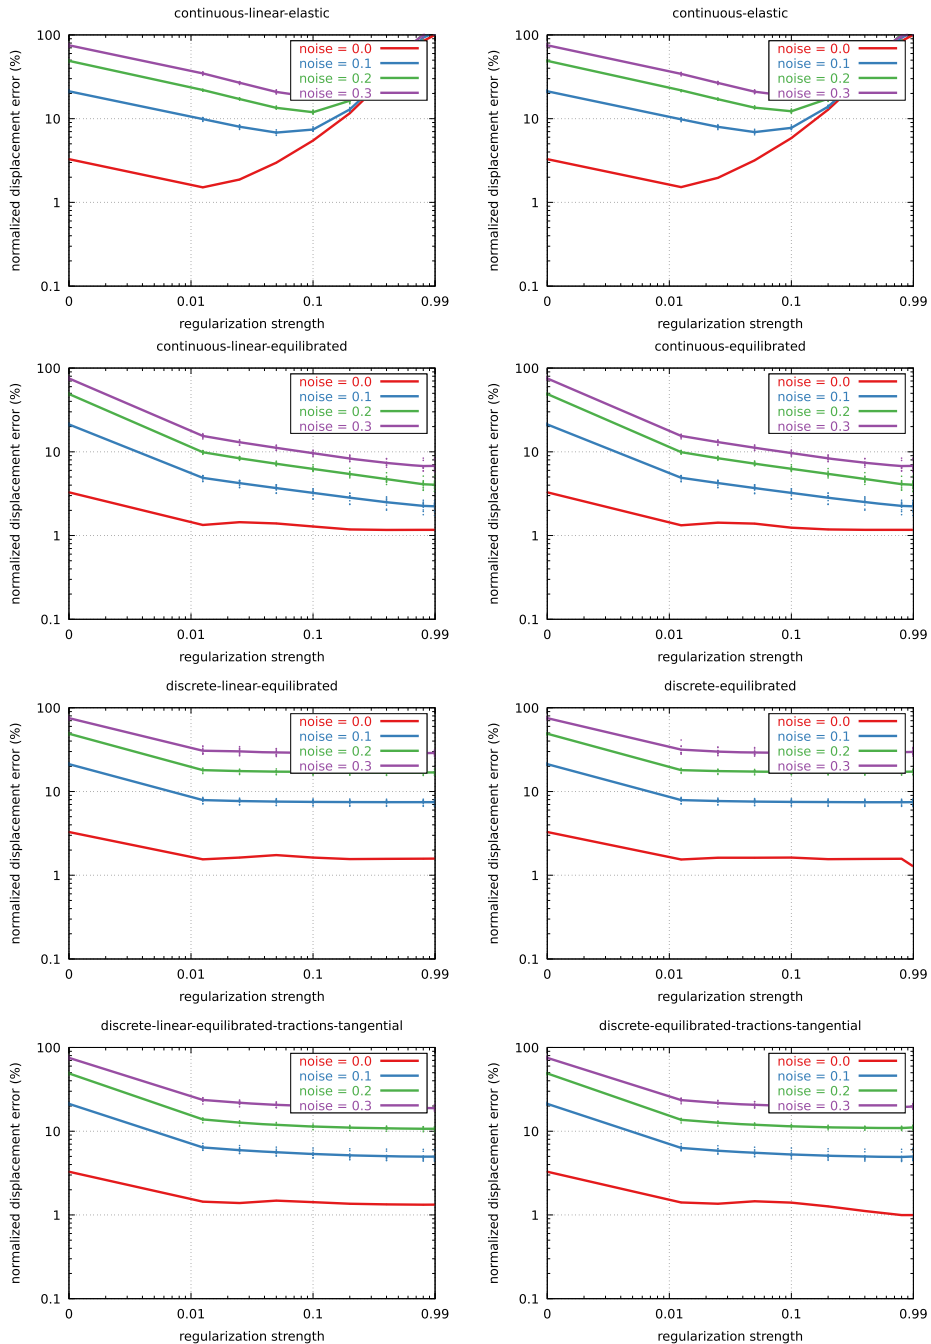 continuous-linear-elastic
normalized displacement error (%)
100
10
1
0.1
noise = 0.0
noise = 0.1
noise = 0.2
noise = 0.3
0
0.01
0.1
0.99
regularization strength
continuous-elastic
normalized displacement error (%)
100
10
1
0.1
noise = 0.0
noise = 0.1
noise = 0.2
noise = 0.3
0
0.01
0.1
0.99
regularization strength
continuous-linear-equilibrated
normalized displacement error (%)
100
10
1
0.1
noise = 0.0
noise = 0.1
noise = 0.2
noise = 0.3
0
0.01
0.1
0.99
regularization strength
continuous-equilibrated
normalized displacement error (%)
100
10
1
0.1
noise = 0.0
noise = 0.1
noise = 0.2
noise = 0.3
0
0.01
0.1
0.99
regularization strength
discrete-linear-equilibrated
normalized displacement error (%)
100
10
1
0.1
noise = 0.0
noise = 0.1
noise = 0.2
noise = 0.3
0
0.01
0.1
0.99
regularization strength
discrete-equilibrated
normalized displacement error (%)
100
10
1
0.1
noise = 0.0
noise = 0.1
noise = 0.2
noise = 0.3
0
0.01
0.1
0.99
regularization strength
discrete-linear-equilibrated-tractions-tangential
normalized displacement error (%)
100
10
1
0.1
noise = 0.0
noise = 0.1
noise = 0.2
noise = 0.3
0
0.01
0.1
0.99
regularization strength
discrete-equilibrated-tractions-tangential
normalized displacement error (%)
100
10
1
0.1
noise = 0.0
noise = 0.1
noise = 0.2
noise = 0.3
0
0.01
0.1
0.99
regularization strength